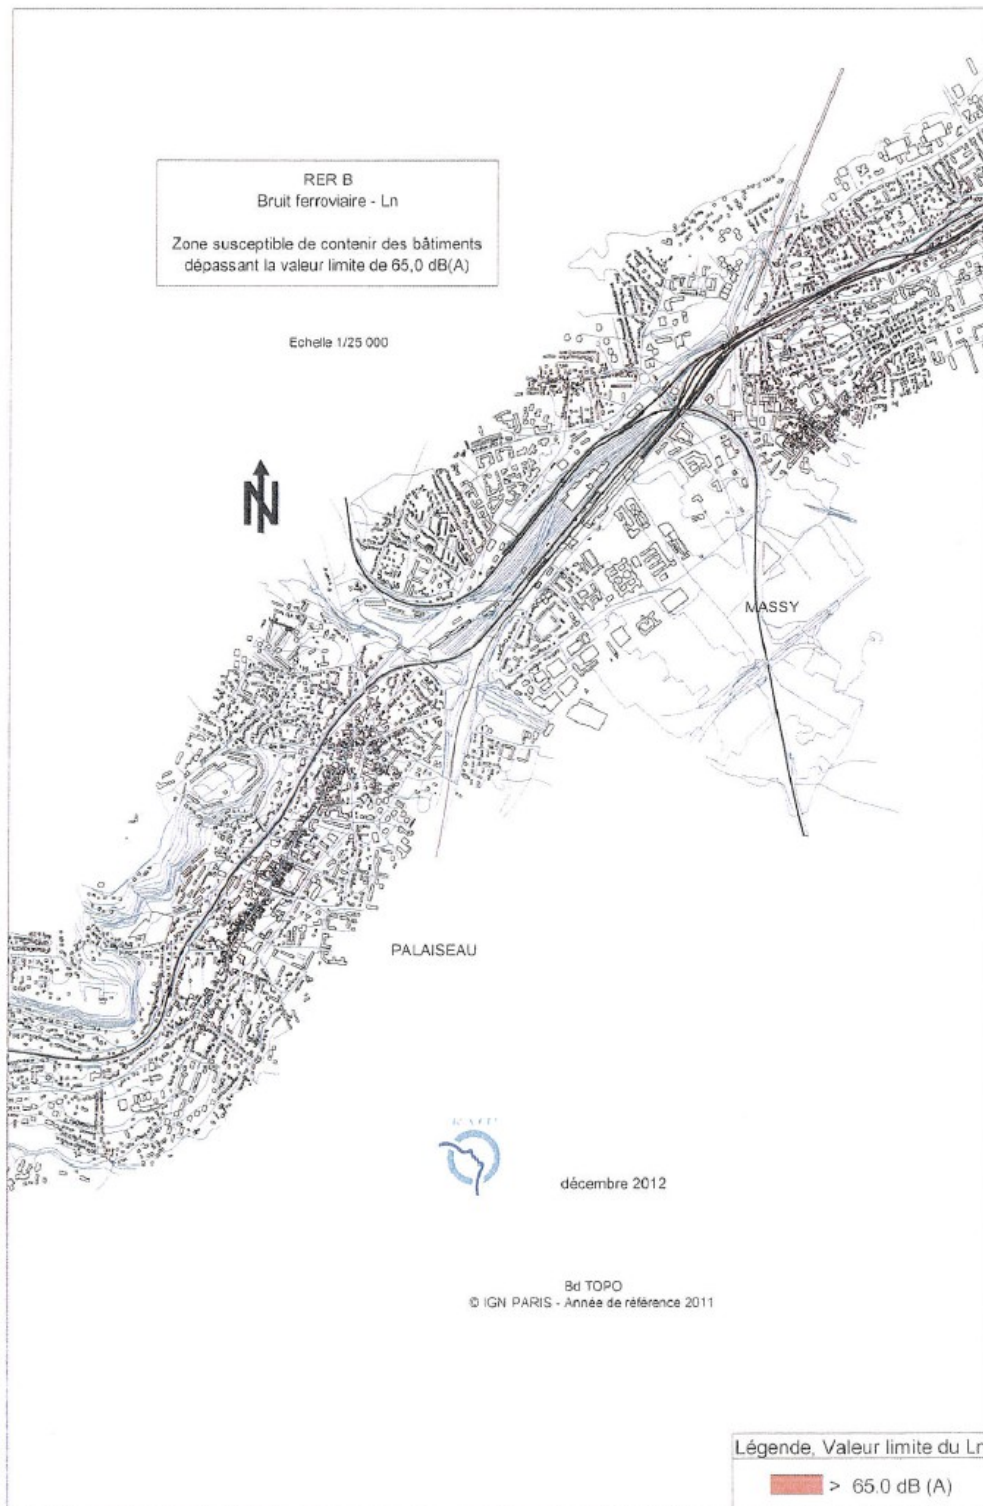 RER B
Bruit ferroviaire - Ln
Zone susceptible de contenir des bâtiments
dépassant la valeur limite de 65,0 dB(A)
Echelle 1/25 000
N
MASSY
PALAISEAU
décembre 2012
Bd TOPO
© IGN PARIS - Année de référence 2011
Légende, Valeur limite du Ln
> 65.0 dB (A)